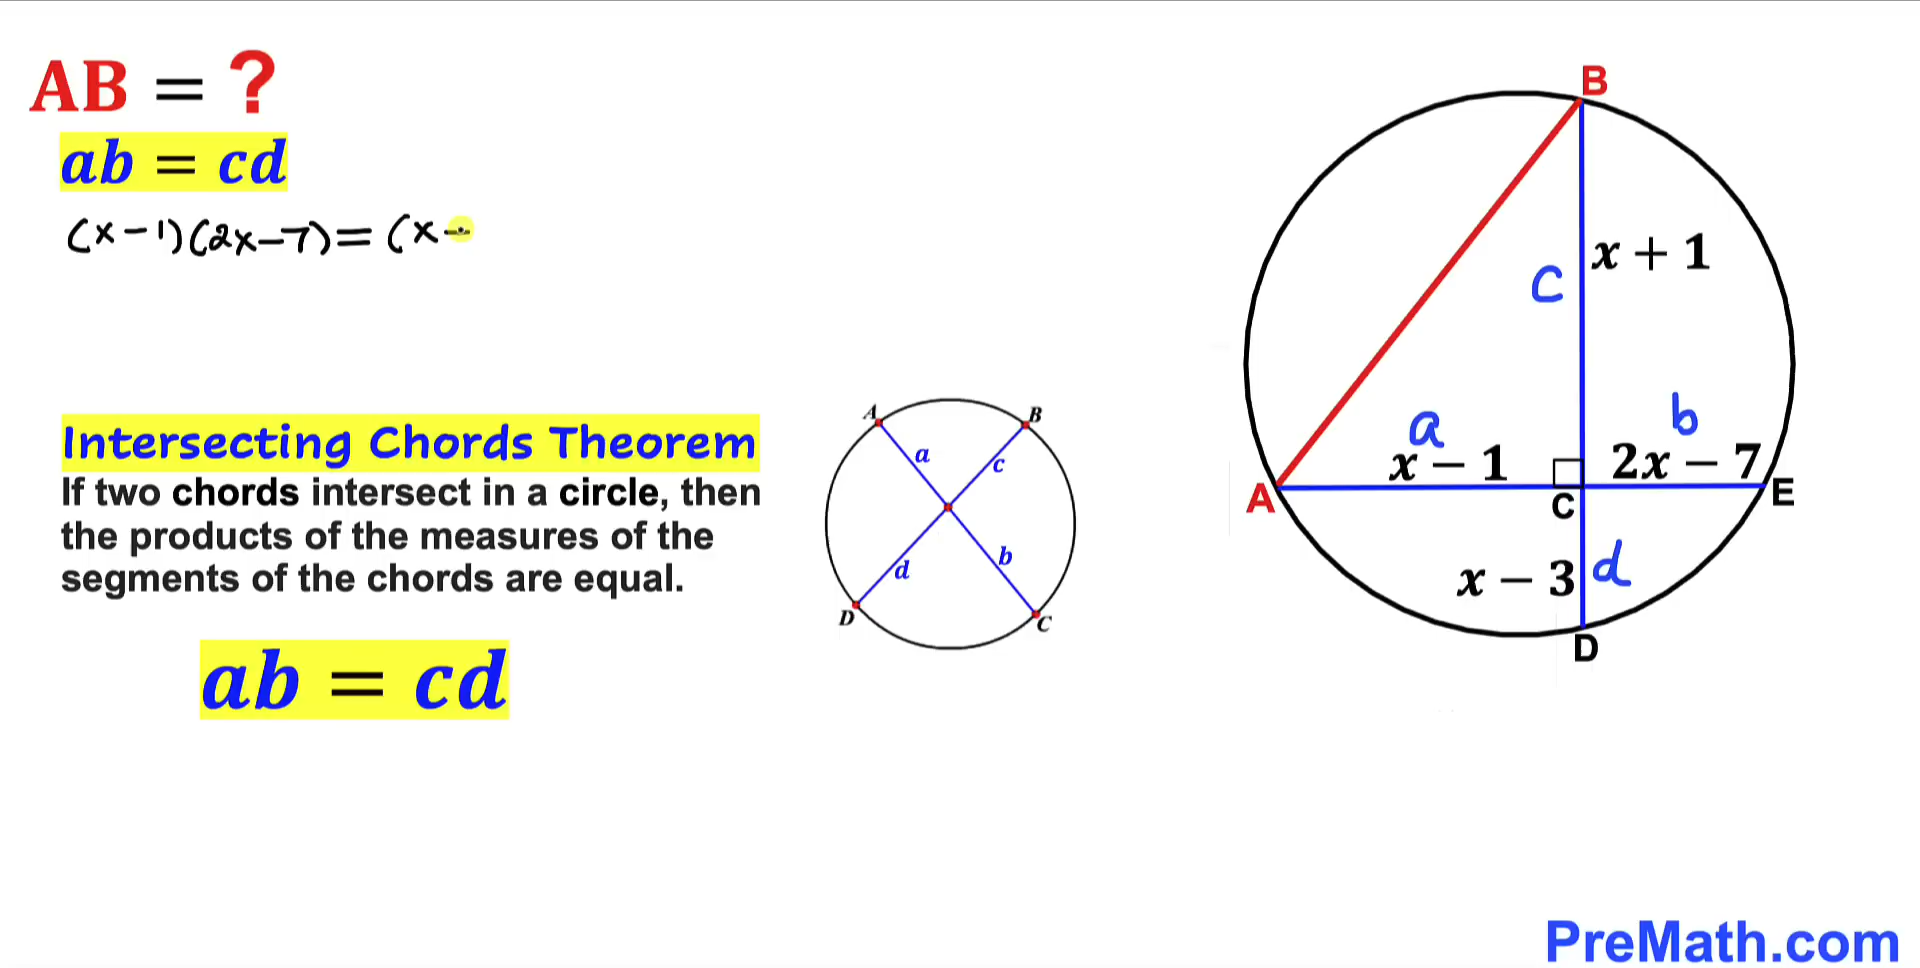 AB = ?
ab = cd
(x-1)(2x-7)=(x-
Intersecting Chords Theorem
If two chords intersect in a circle, then
the products of the measures of the
segments of the chords are equal.
ab = cd
A
B
a
c
d
b
D
C
B
x + 1
c
a
b
x − 1
2x − 7
A
C
E
x − 3
d
D
PreMath.com